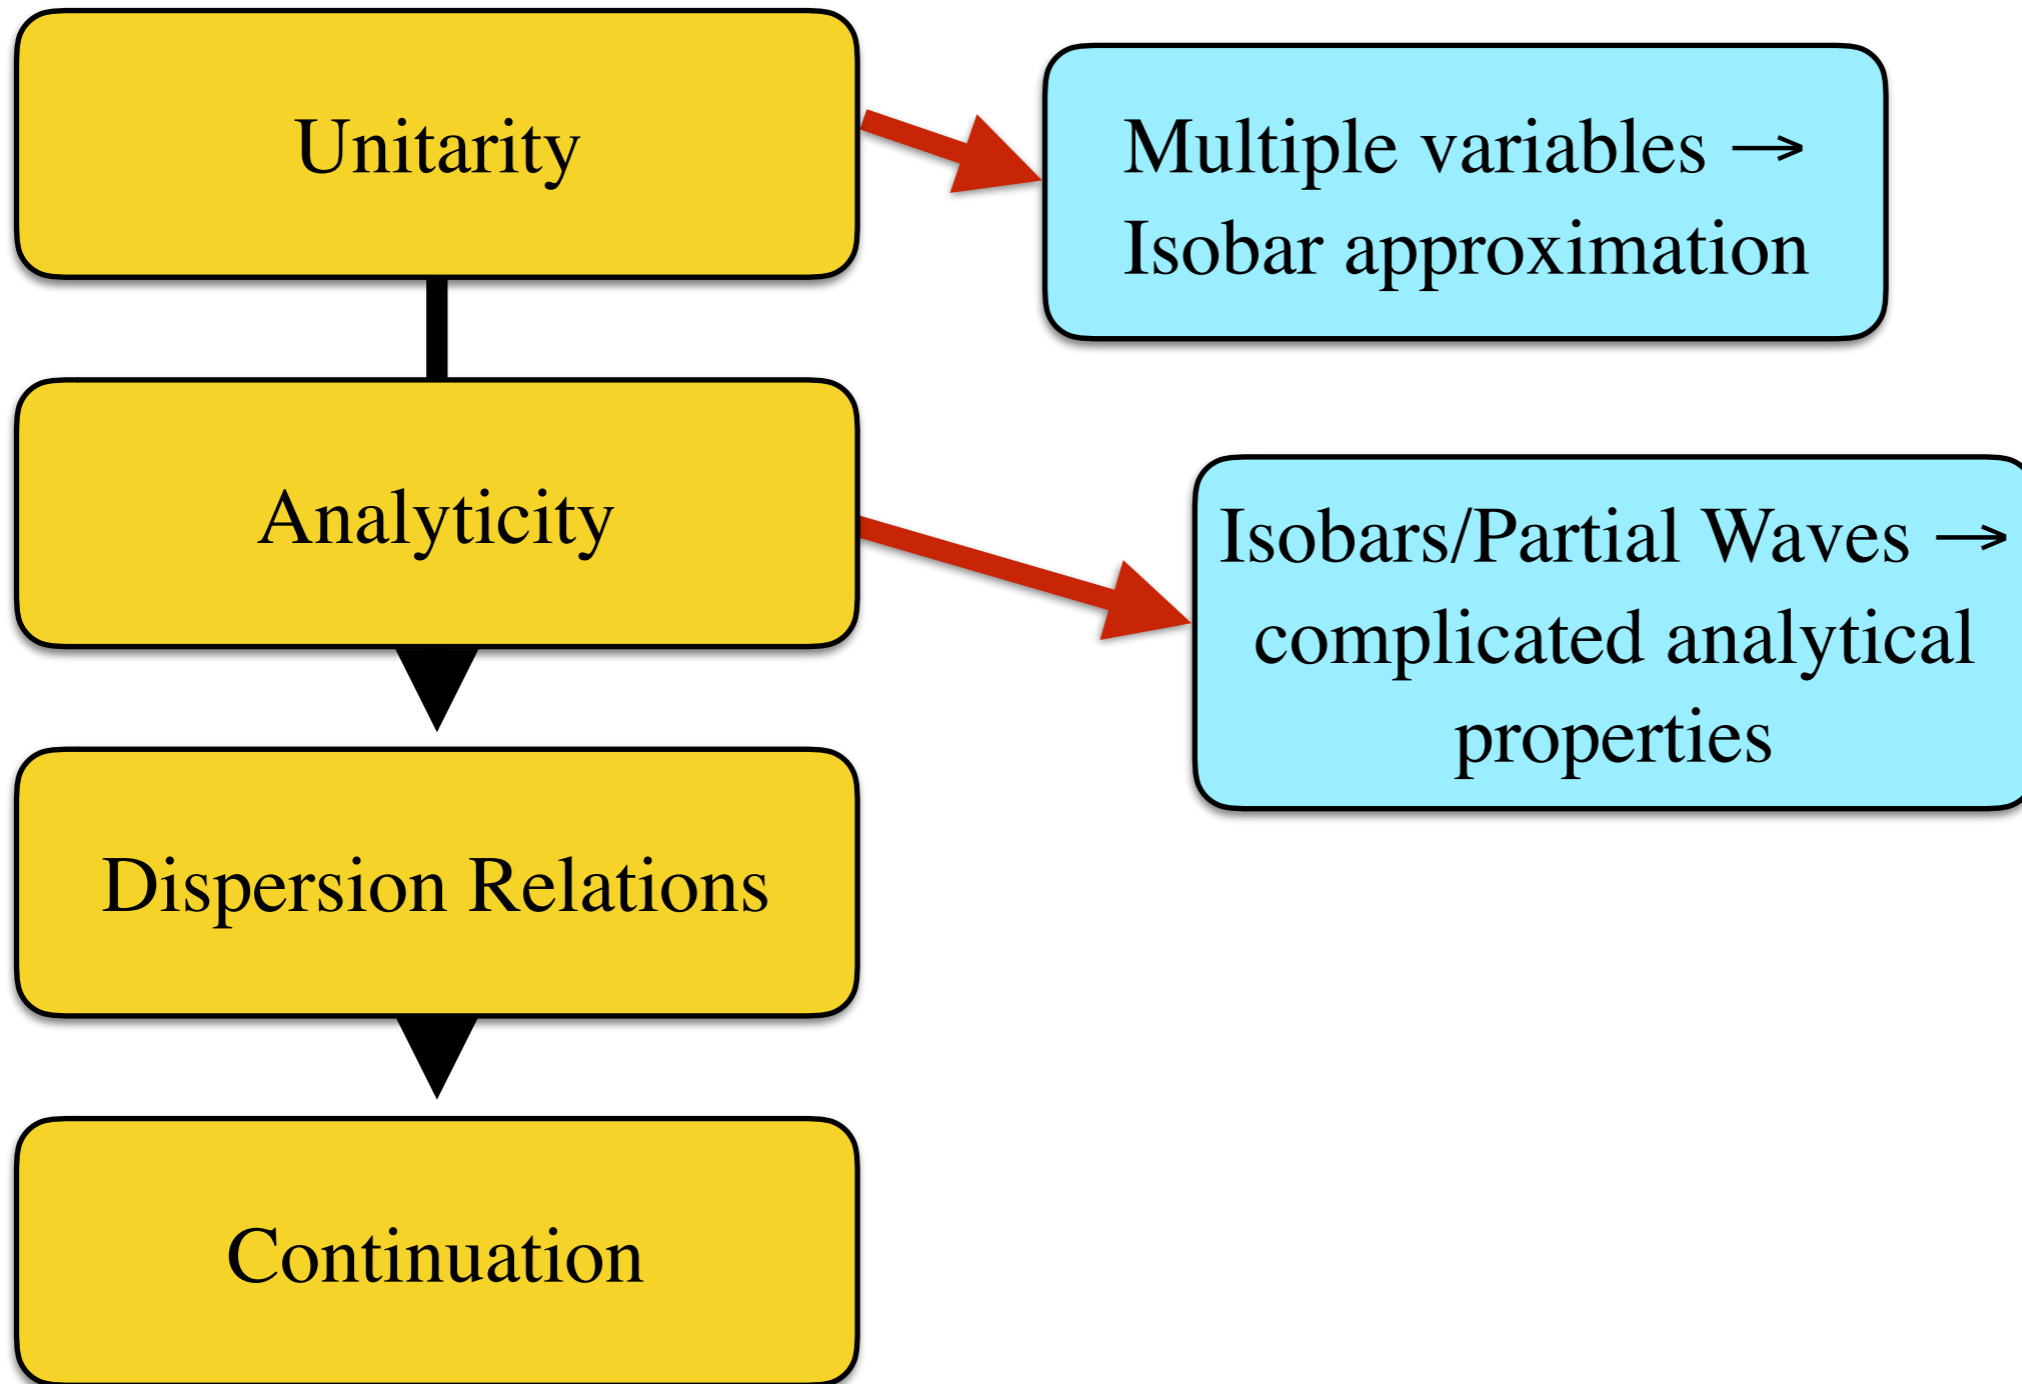 Unitarity
Multiple variables →
Isobar approximation
Analyticity
Isobars/Partial Waves →
complicated analytical
properties
Dispersion Relations
Continuation